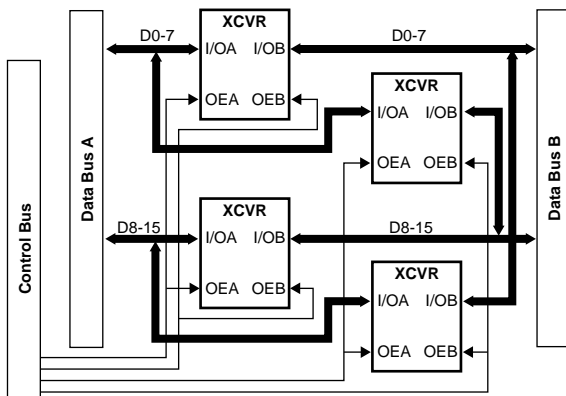 D0-7
XCVR
I/OA I/OB
OEA OEB
D0-7
XCVR
I/OA I/OB
OEA OEB
D8-15
XCVR
I/OA I/OB
OEA OEB
D8-15
XCVR
I/OA I/OB
OEA OEB
Control Bus
Data Bus A
Data Bus B